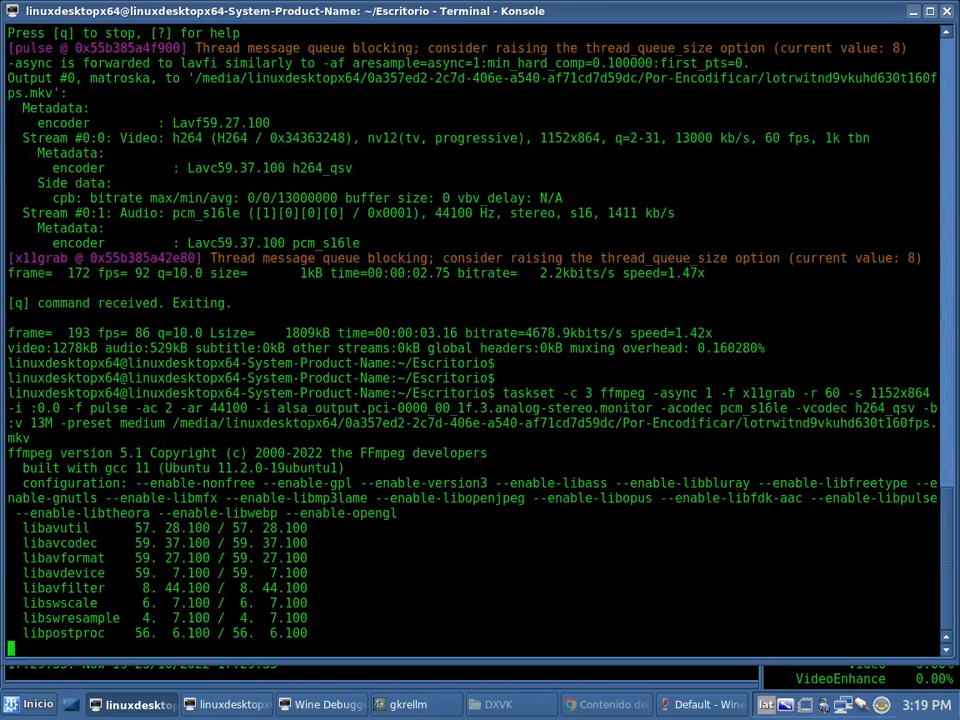 linuxdesktopx64@linuxdesktopx64-System-Product-Name: ~/Escritorio - Terminal - Konsole
Press [q] to stop, [?] for help
[pulse @ 0x55b385a4f900] Thread message queue blocking; consider raising the thread_queue_size option (current value: 8)
-async is forwarded to lavfi similarly to -af aresample=async=1:min_hard_comp=0.100000:first_pts=0.
Output #0, matroska, to '/media/linuxdesktopx64/0a357ed2-2c7d-406e-a540-af71cd7d59dc/Por-Encodificar/lotrwitnd9vkuhd630t160f
ps.mkv':
  Metadata:
    encoder         : Lavf59.27.100
  Stream #0:0: Video: h264 (H264 / 0x34363248), nv12(tv, progressive), 1152x864, q=2-31, 13000 kb/s, 60 fps, 1k tbn
    Metadata:
      encoder         : Lavc59.37.100 h264_qsv
    Side data:
      cpb: bitrate max/min/avg: 0/0/13000000 buffer size: 0 vbv_delay: N/A
  Stream #0:1: Audio: pcm_s16le ([1][0][0][0] / 0x0001), 44100 Hz, stereo, s16, 1411 kb/s
    Metadata:
      encoder         : Lavc59.37.100 pcm_s16le
[x11grab @ 0x55b385a42e80] Thread message queue blocking; consider raising the thread_queue_size option (current value: 8)
frame=  172 fps= 92 q=10.0 size=       1kB time=00:00:02.75 bitrate=   2.2kbits/s speed=1.47x
[q] command received. Exiting.
frame=  193 fps= 86 q=10.0 Lsize=    1809kB time=00:00:03.16 bitrate=4678.9kbits/s speed=1.42x
video:1278kB audio:529kB subtitle:0kB other streams:0kB global headers:0kB muxing overhead: 0.160280%
linuxdesktopx64@linuxdesktopx64-System-Product-Name:~/Escritorio$
linuxdesktopx64@linuxdesktopx64-System-Product-Name:~/Escritorio$
linuxdesktopx64@linuxdesktopx64-System-Product-Name:~/Escritorio$ taskset -c 3 ffmpeg -async 1 -f x11grab -r 60 -s 1152x864
-i :0.0 -f pulse -ac 2 -ar 44100 -i alsa_output.pci-0000_00_1f.3.analog-stereo.monitor -acodec pcm_s16le -vcodec h264_qsv -b
:v 13M -preset medium /media/linuxdesktopx64/0a357ed2-2c7d-406e-a540-af71cd7d59dc/Por-Encodificar/lotrwitnd9vkuhd630t160fps.
mkv
ffmpeg version 5.1 Copyright (c) 2000-2022 the FFmpeg developers
  built with gcc 11 (Ubuntu 11.2.0-19ubuntu1)
  configuration: --enable-nonfree --enable-gpl --enable-version3 --enable-libass --enable-libbluray --enable-libfreetype --e
nable-gnutls --enable-libmfx --enable-libmp3lame --enable-libopenjpeg --enable-libopus --enable-libfdk-aac --enable-libpulse
 --enable-libtheora --enable-libwebp --enable-opengl
  libavutil      57. 28.100 / 57. 28.100
  libavcodec     59. 37.100 / 59. 37.100
  libavformat    59. 27.100 / 59. 27.100
  libavdevice    59.  7.100 / 59.  7.100
  libavfilter     8. 44.100 /  8. 44.100
  libswscale      6.  7.100 /  6.  7.100
  libswresample   4.  7.100 /  4.  7.100
  libpostproc    56.  6.100 / 56.  6.100
VideoEnhance 0.00%
Inicio linuxdeskto linuxdesktopx Wine Debugg gkrellm DXVK Contenido de Default - Wine lat 3:19 PM